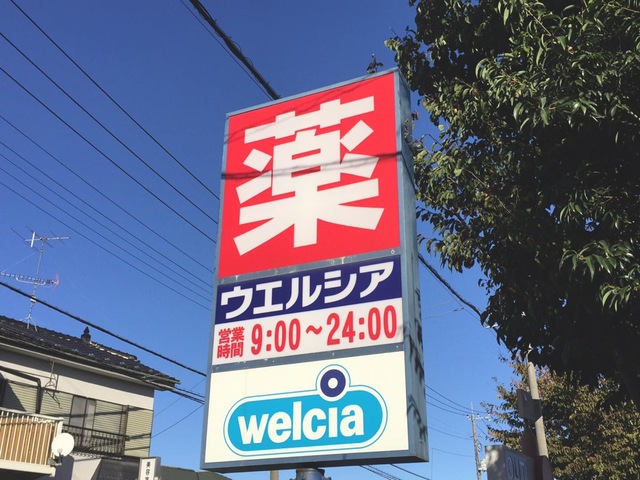 薬
ウエルシア
営業時間 9:00〜24:00
welcia